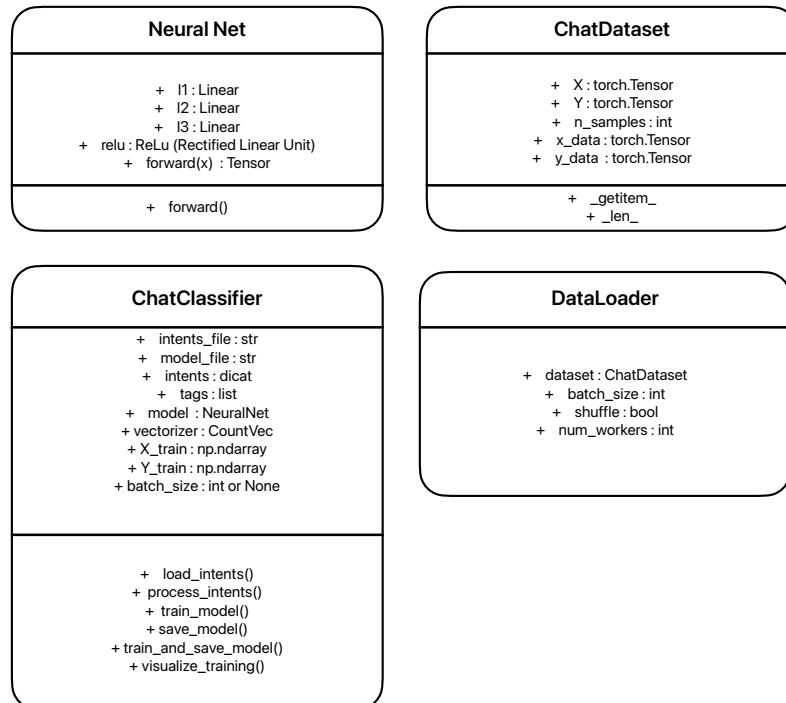 Neural Net
+ l1 : Linear
+ l2 : Linear
+ l3 : Linear
+ relu : ReLu (Rectified Linear Unit)
+ forward(x) : Tensor
+ forward()
ChatDataset
+ X : torch.Tensor
+ Y : torch.Tensor
+ n_samples : int
+ x_data : torch.Tensor
+ y_data : torch.Tensor
+ _getitem_
+ _len_
ChatClassifier
+ intents_file : str
+ model_file : str
+ intents : dicat
+ tags : list
+ model : NeuralNet
+ vectorizer : CountVec
+ X_train : np.ndarray
+ Y_train : np.ndarray
+ batch_size : int or None
+ load_intents()
+ process_intents()
+ train_model()
+ save_model()
+ train_and_save_model()
+ visualize_training()
DataLoader
+ dataset : ChatDataset
+ batch_size : int
+ shuffle : bool
+ num_workers : int